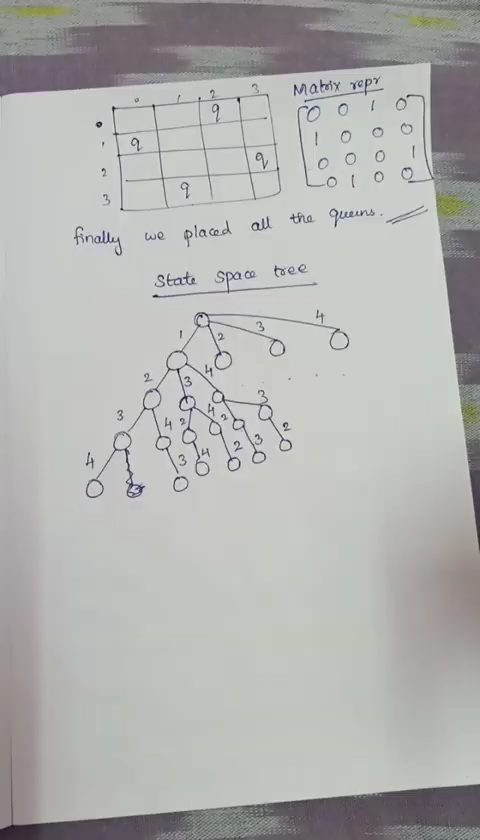 0 1 2 3
0 q
1 q
2 q
3 q
Matrix repr
0 0 1 0
1 0 0 0
0 0 0 1
0 1 0 0
finally we placed all the queens.
State Space tree
1 2 3 4
2 3 4
3 4 2 4 2 3
4 3 4 2 3 2